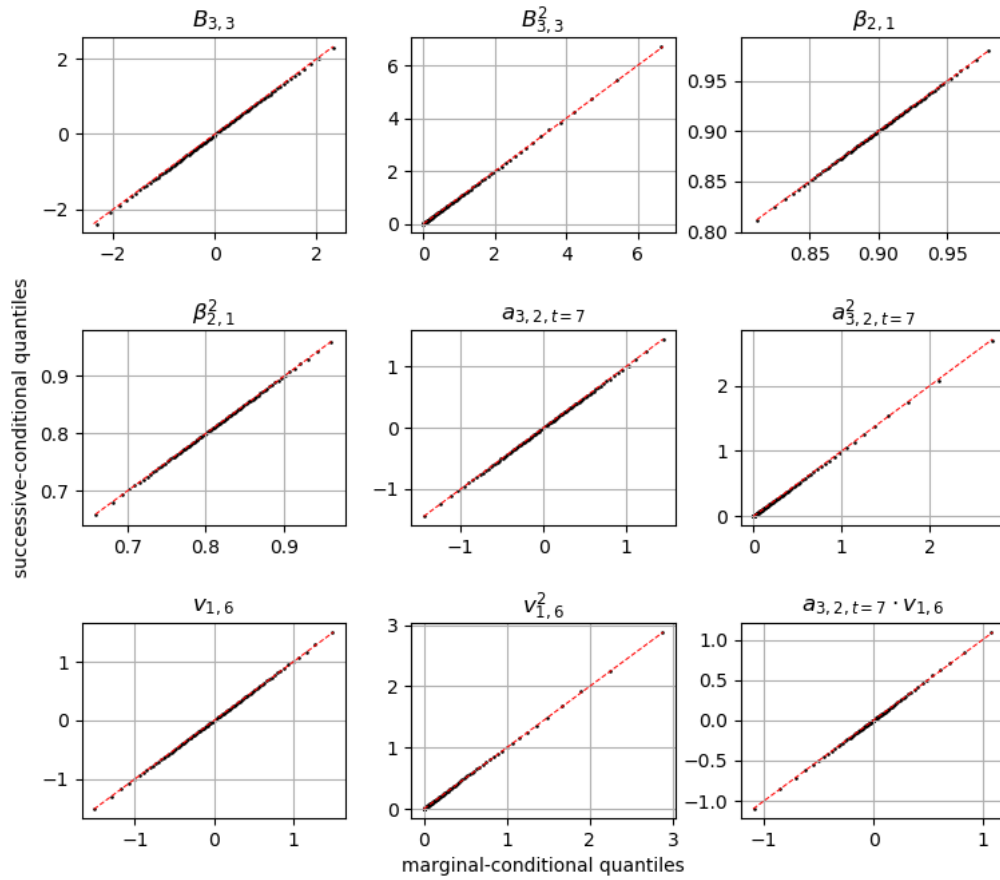 B3,3
B²3,3
β2,1
2
0
−2
−2 0 2
6
4
2
0
0 2 4 6
0.95
0.90
0.85
0.80
0.85 0.90 0.95
β²2,1
a3,2,t=7
a²3,2,t=7
0.9
0.8
0.7
0.7 0.8 0.9
1
0
−1
−1 0 1
2
1
0
0 1 2
successive-conditional quantiles
v1,6
v²1,6
a3,2,t=7 · v1,6
1
0
−1
−1 0 1
3
2
1
0
0 1 2 3
1.0
0.5
0.0
−0.5
−1.0
−1 0 1
marginal-conditional quantiles